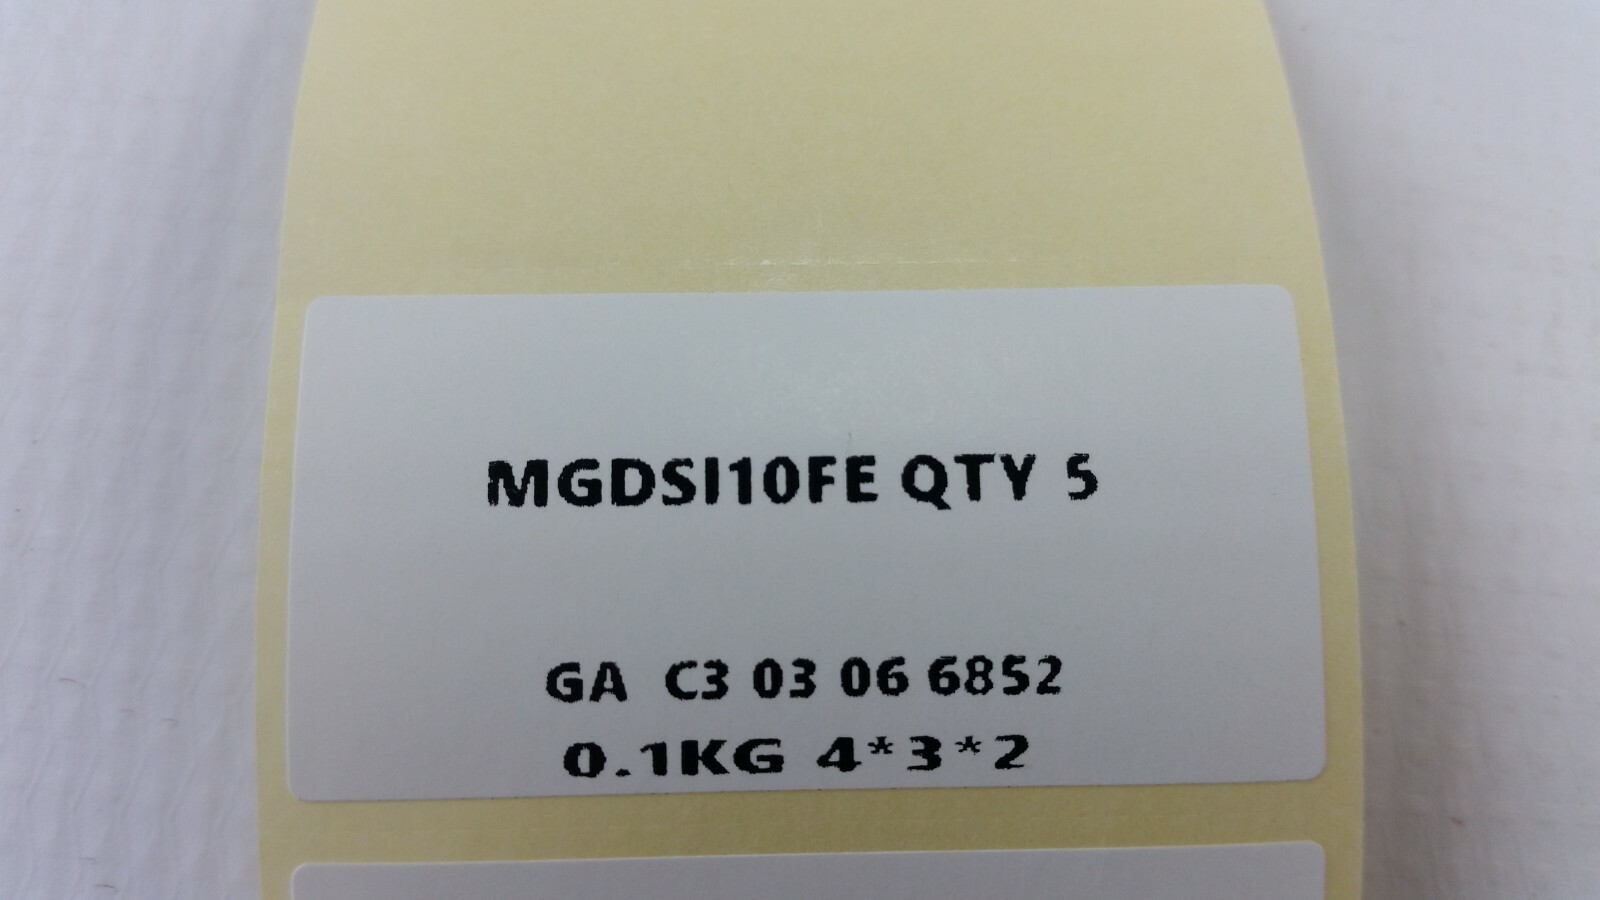 MGDSI10FE QTY 5
GA C3 03 06 6852
0.1KG 4*3*2